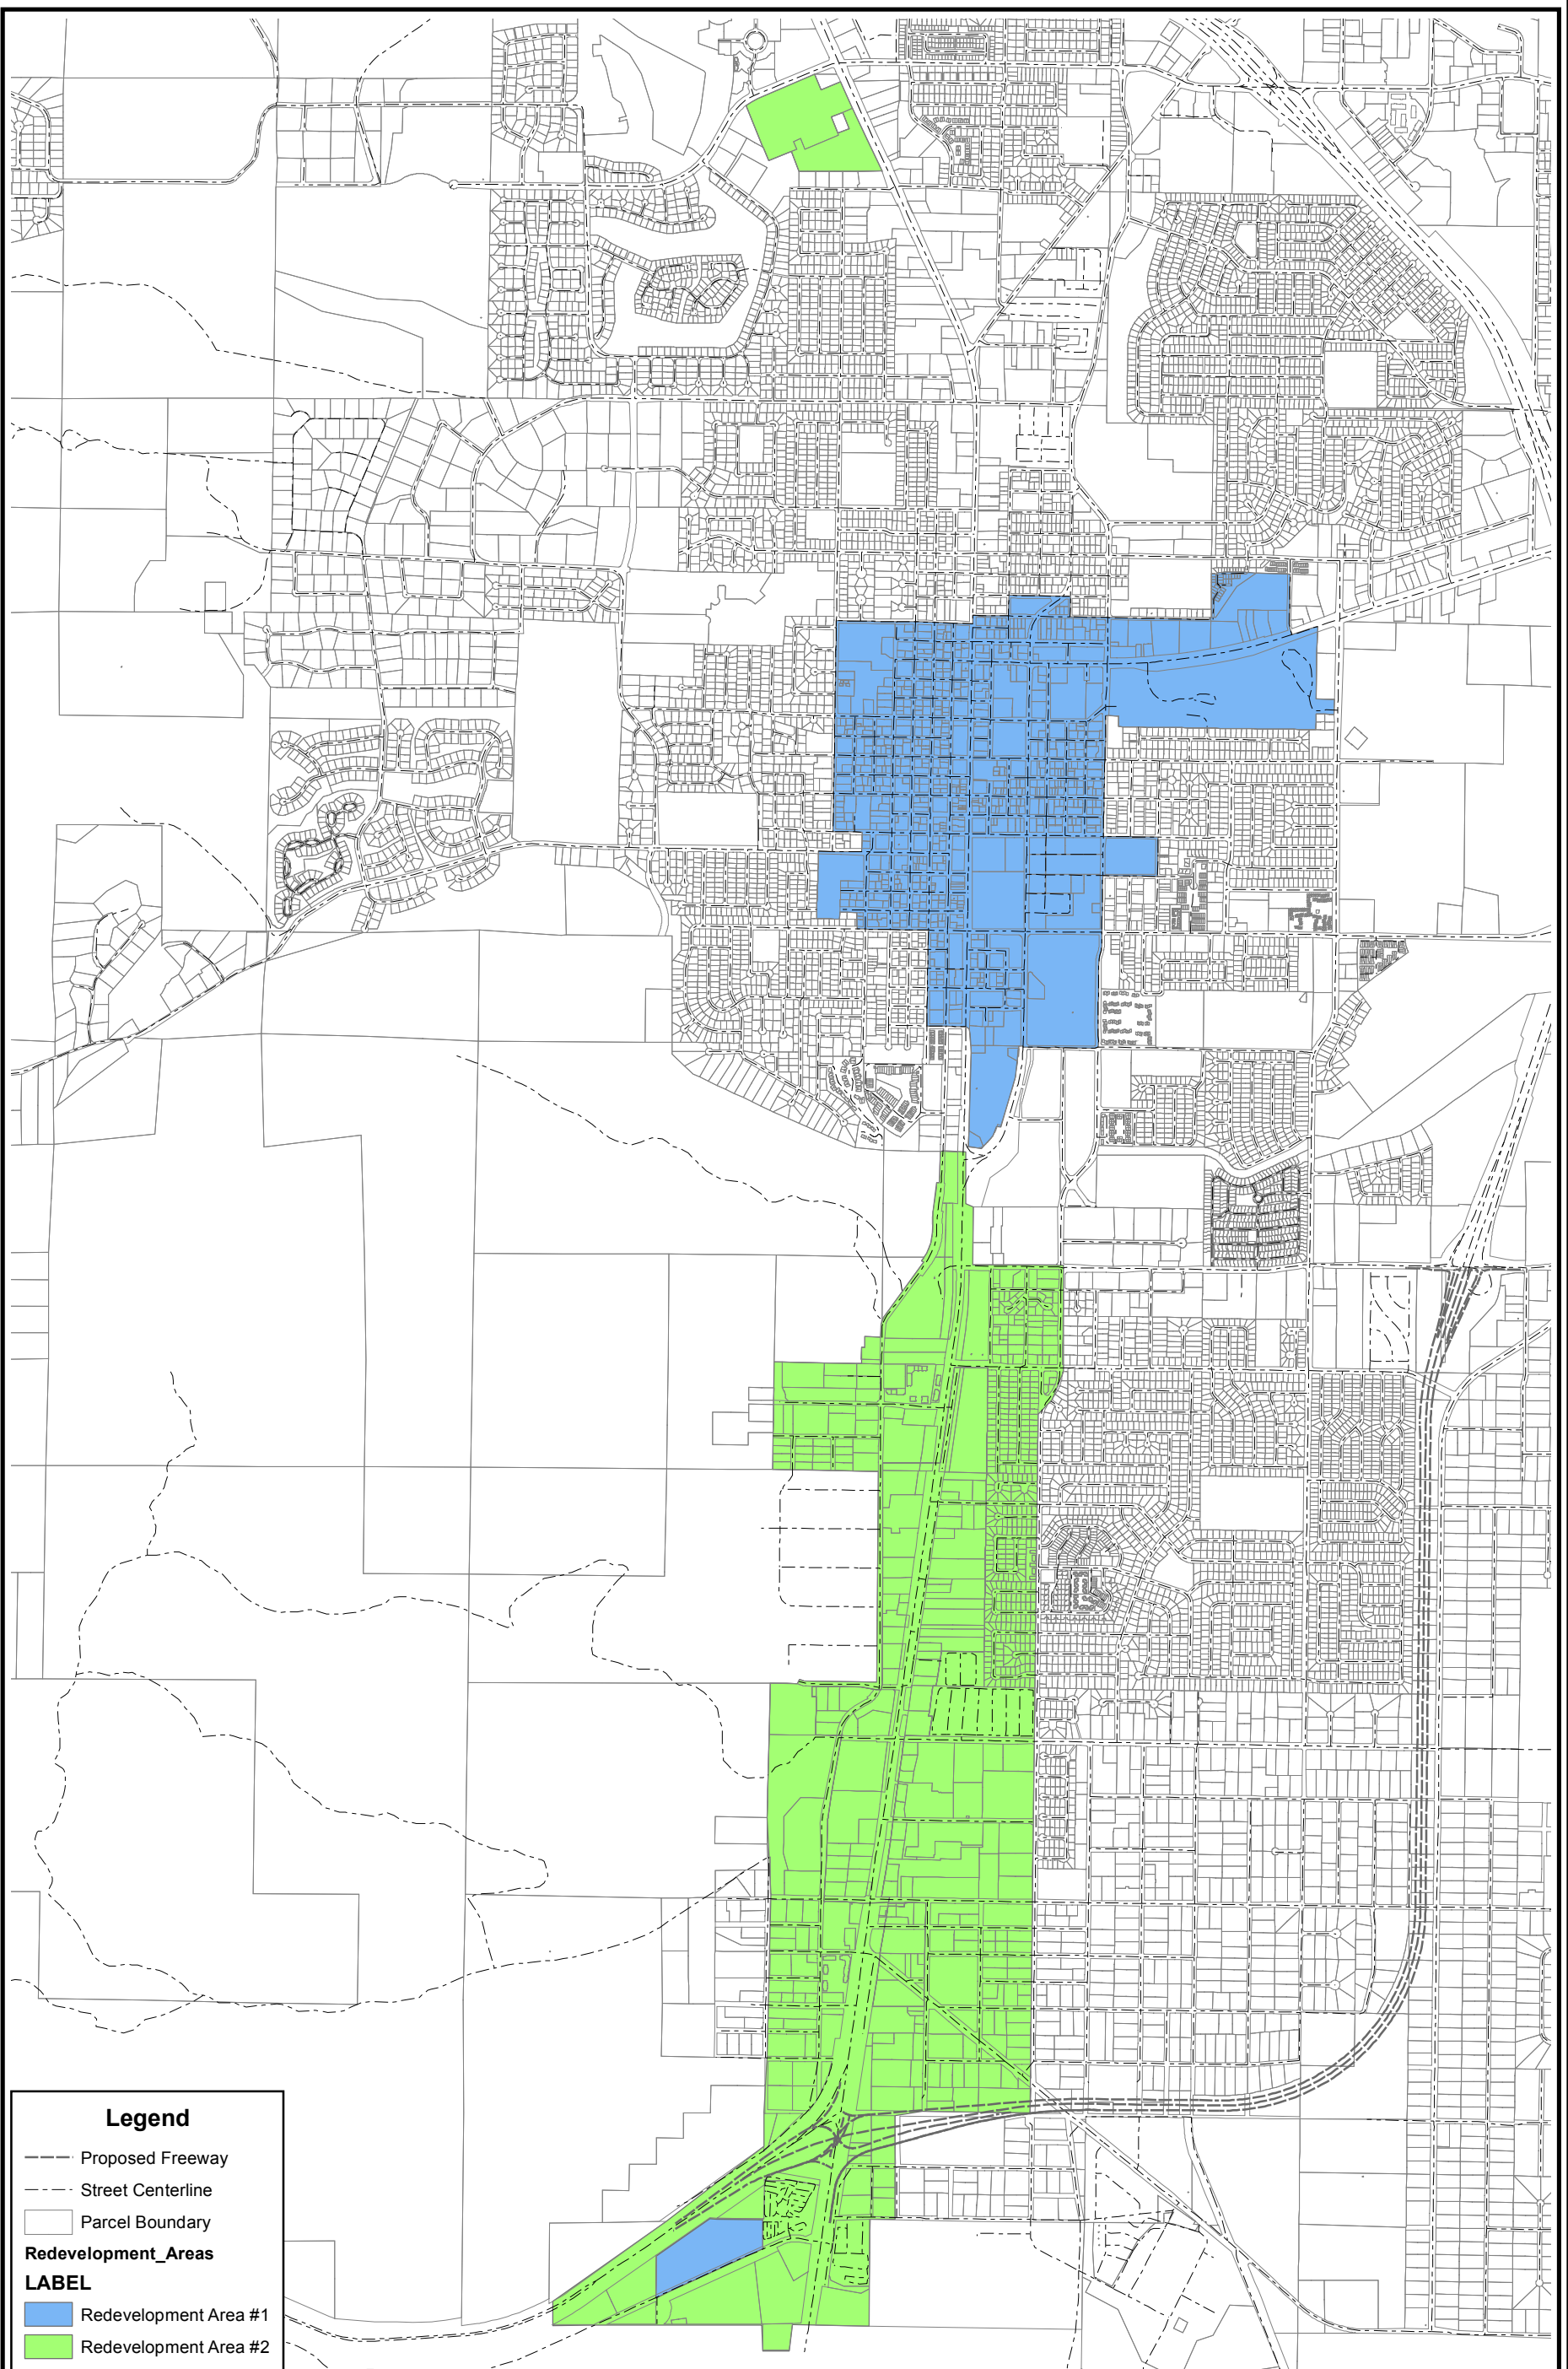 Legend
Proposed Freeway
Street Centerline
Parcel Boundary
Redevelopment_Areas
LABEL
Redevelopment Area #1
Redevelopment Area #2